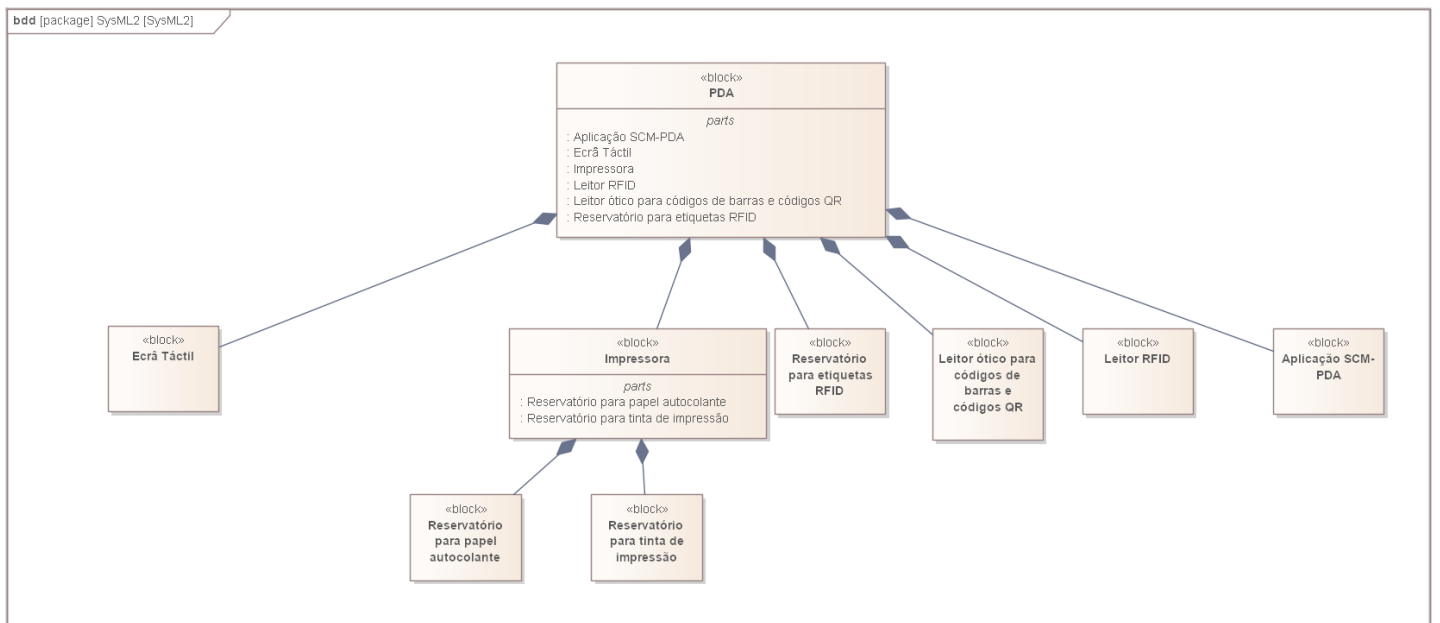 bdd [package] SysML2 [SysML2]
«block»
PDA
parts
: Aplicação SCM-PDA
: Ecrã Táctil
: Impressora
: Leitor RFID
: Leitor ótico para códigos de barras e códigos QR
: Reservatório para etiquetas RFID
«block»
Ecrã Táctil
«block»
Impressora
parts
: Reservatório para papel autocolante
: Reservatório para tinta de impressão
«block»
Reservatório
para etiquetas
RFID
«block»
Leitor ótico para
códigos de
barras e
códigos QR
«block»
Leitor RFID
«block»
Aplicação SCM-
PDA
«block»
Reservatório
para papel
autocolante
«block»
Reservatório
para tinta de
impressão